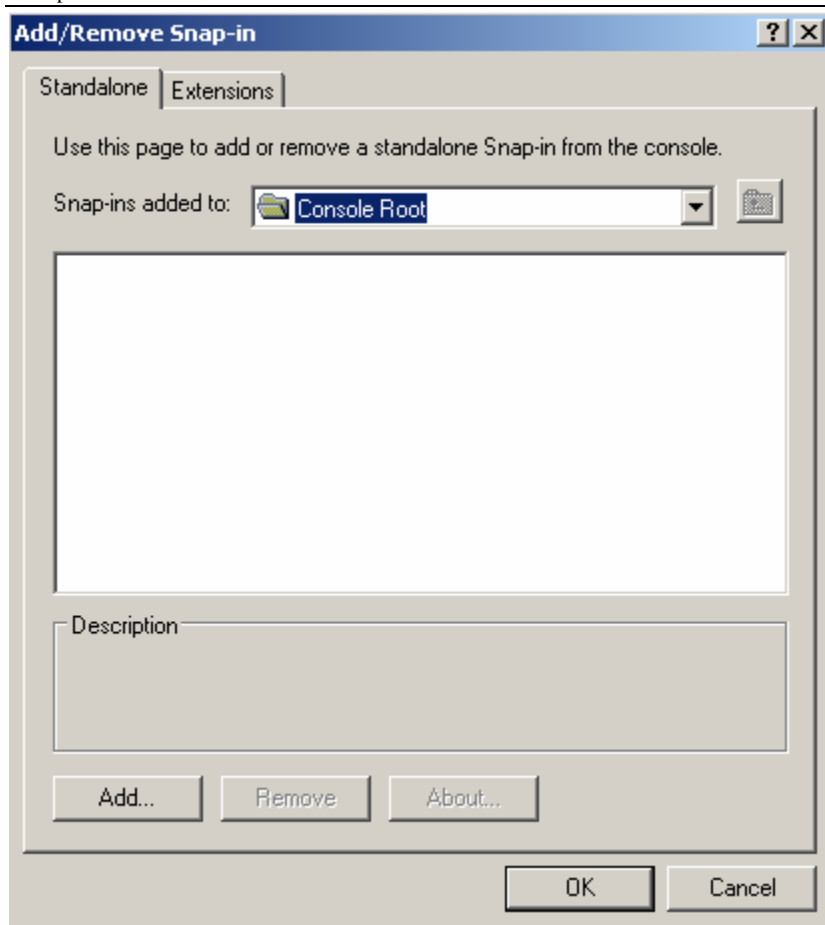 Add/Remove Snap-in
Standalone Extensions
Use this page to add or remove a standalone Snap-in from the console.
Snap-ins added to: Console Root
Description
Add... Remove About...
OK Cancel